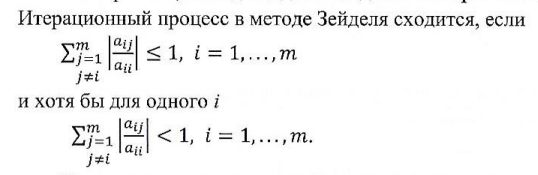 Итерационный процесс в методе Зейделя сходится, если
∑_{j=1, j≠i}^{m} |a_{ij}/a_{ii}| ≤ 1, i = 1,…,m
и хотя бы для одного i
∑_{j=1, j≠i}^{m} |a_{ij}/a_{ii}| < 1, i = 1,…,m.